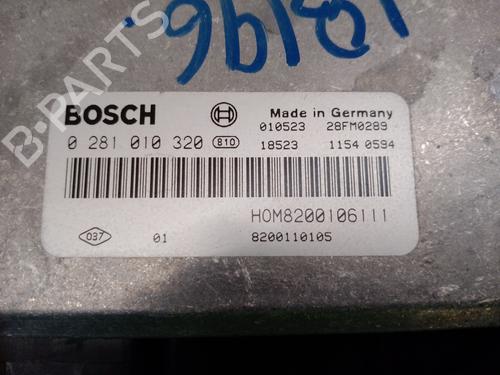 18196.
BOSCH
Made in Germany
0 281 010 320 810
010523 28FM0289
18523 1154 0594
HOM8200106111
037 01 8200110105
B-PARTS